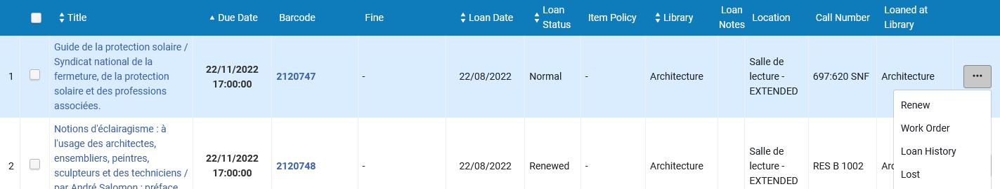 Title Due Date Barcode Fine Loan Date Loan Status Item Policy Library Loan Notes Location Call Number Loaned at Library
1
Guide de la protection solaire /
Syndicat national de la
fermeture, de la protection
solaire et des professions
associées.
22/11/2022
17:00:00
2120747
-
22/08/2022
Normal
-
Architecture
Salle de
lecture -
EXTENDED
697:620 SNF
Architecture
...
Renew
Work Order
Loan History
Lost
2
Notions d'éclairagisme : à
l'usage des architectes,
ensembliers, peintres,
sculpteurs et des techniciens /
par André Salomon ; préface
22/11/2022
17:00:00
2120748
-
22/08/2022
Renewed
-
Architecture
Salle de
lecture -
EXTENDED
RES B 1002